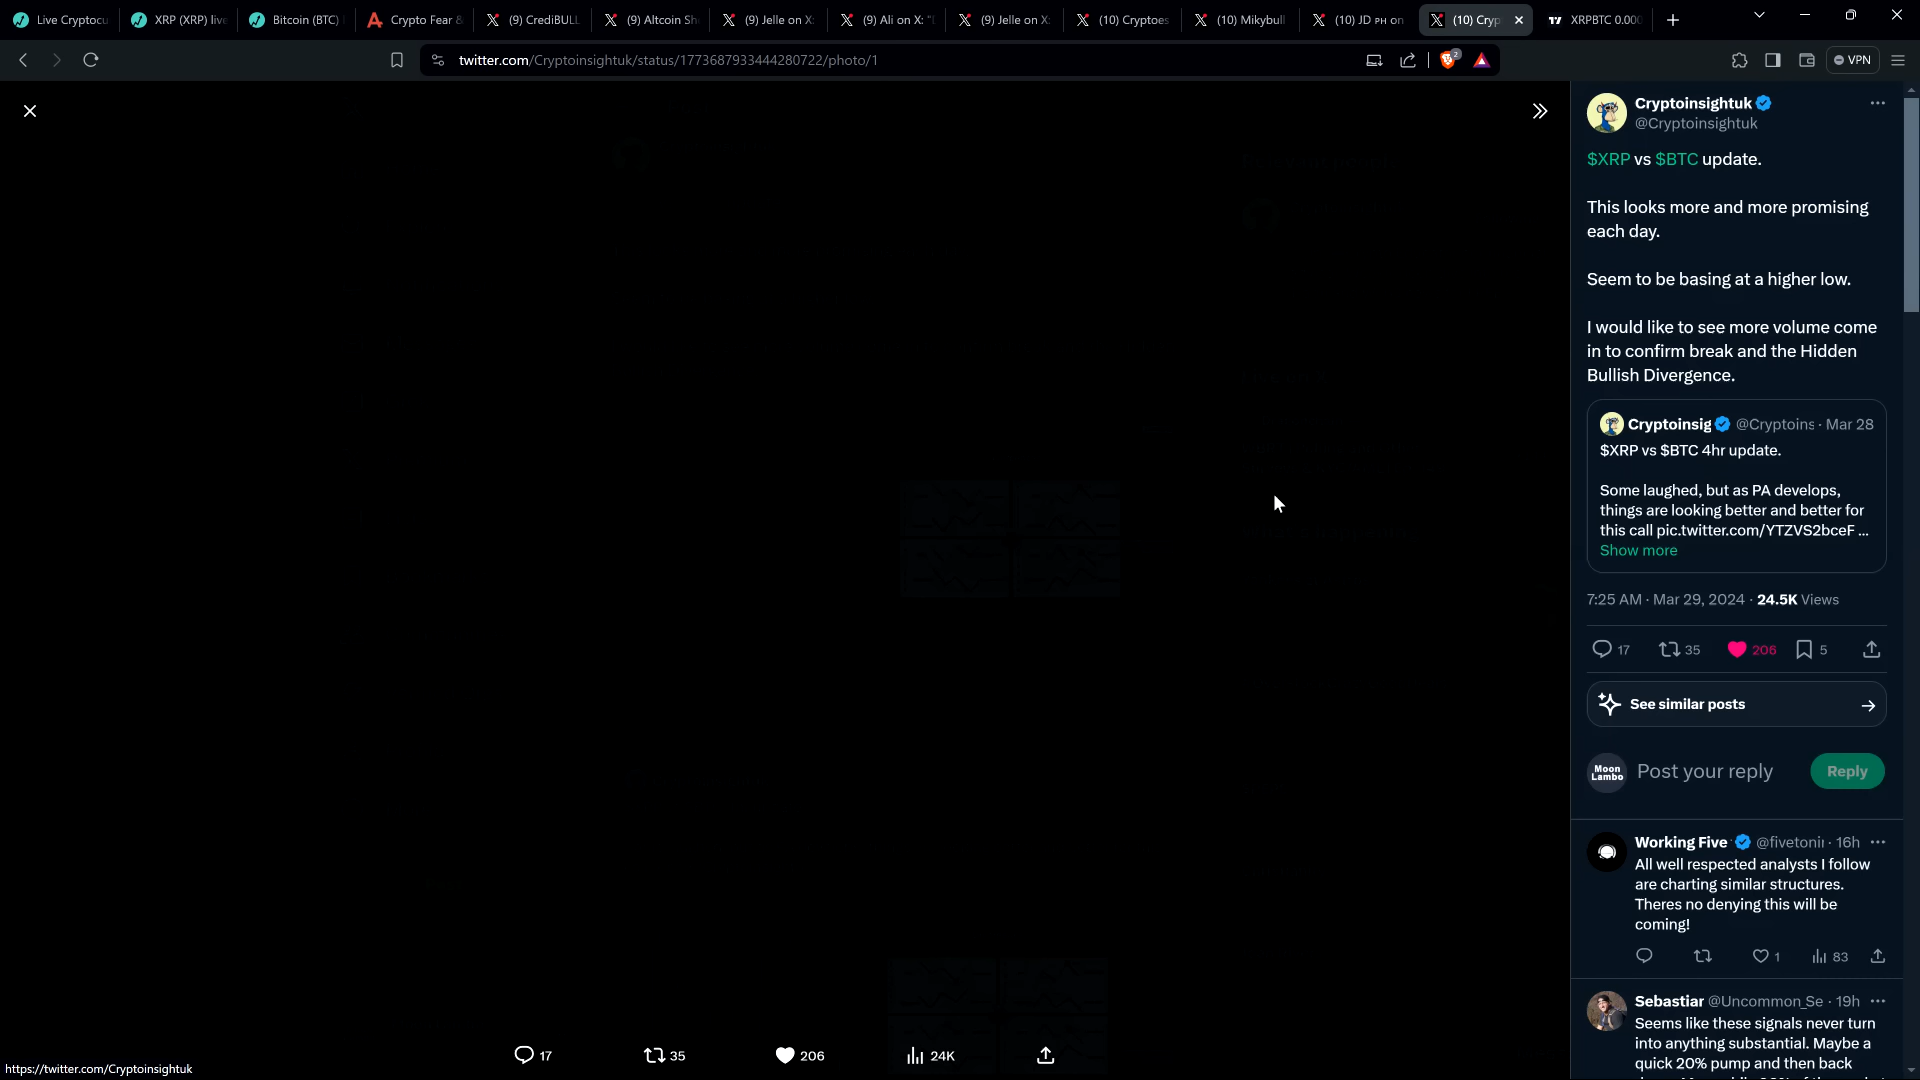 Live Cryptocu
XRP (XRP) live
Bitcoin (BTC)
Crypto Fear &
(9) CrediBULL
(9) Altcoin Sh
(9) Jelle on X:
(9) Ali on X: "
(9) Jelle on X:
(10) Cryptoes
(10) Mikybull
(10) JD PH on
(10) Cryp
XRPBTC 0.000
twitter.com/Cryptoinsightuk/status/1773687933444280722/photo/1
2
VPN
Cryptoinsightuk
@Cryptoinsightuk
$XRP vs $BTC update.
This looks more and more promising
each day.
Seem to be basing at a higher low.
I would like to see more volume come
in to confirm break and the Hidden
Bullish Divergence.
Cryptoinsig @Cryptoins · Mar 28
$XRP vs $BTC 4hr update.
Some laughed, but as PA develops,
things are looking better and better for
this call pic.twitter.com/YTZVS2bceF ...
Show more
7:25 AM · Mar 29, 2024 · 24.5K Views
17 35 206 5
See similar posts
Moon
Lambo
Post your reply
Reply
Working Five @fivetonii · 16h
All well respected analysts I follow
are charting similar structures.
Theres no denying this will be
coming!
1 83
Sebastiar @Uncommon_Se · 19h
Seems like these signals never turn
into anything substantial. Maybe a
quick 20% pump and then back
17 35 206 24K
https://twitter.com/Cryptoinsightuk